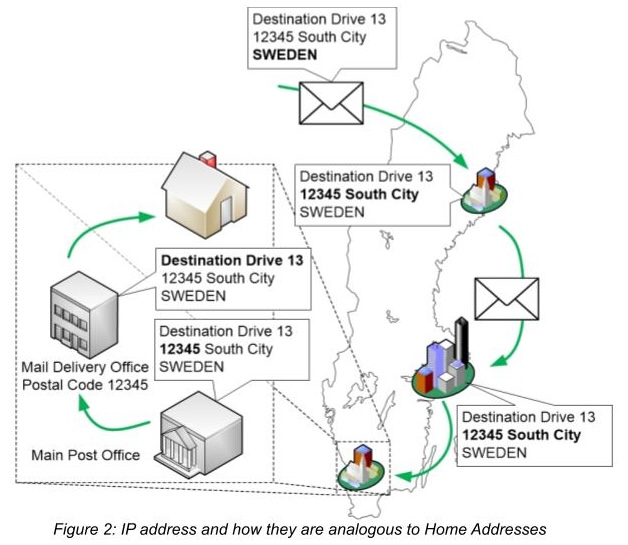 Destination Drive 13
12345 South City
SWEDEN
Destination Drive 13
12345 South City
SWEDEN
Destination Drive 13
12345 South City
SWEDEN
Destination Drive 13
12345 South City
SWEDEN
Mail Delivery Office
Postal Code 12345
Main Post Office
Destination Drive 13
12345 South City
SWEDEN
Figure 2: IP address and how they are analogous to Home Addresses